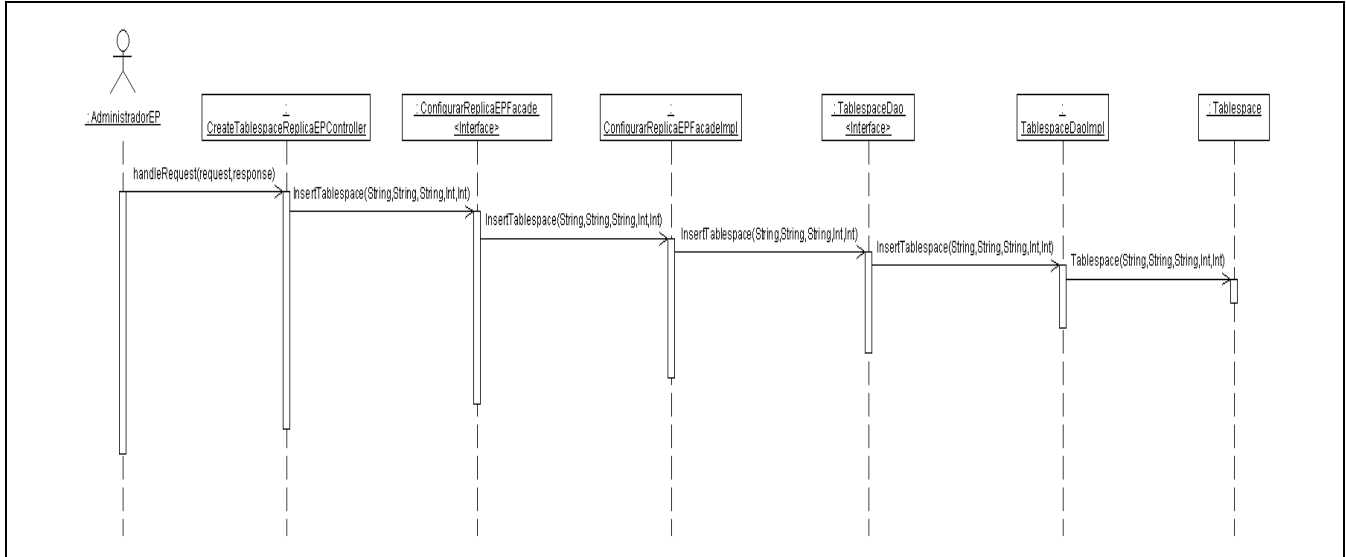 : AdministradorEP
:
CreateTablespaceReplicaEPController
: ConfigurarReplicaEPFacade
<Interface>
:
ConfigurarReplicaEPFacadeImpl
: TablespaceDao
<Interface>
:
TablespaceDaoImpl
: Tablespace
handleRequest(request,response)
InsertTablespace(String,String,String,Int,Int)
InsertTablespace(String,String,String,Int,Int)
InsertTablespace(String,String,String,Int,Int)
InsertTablespace(String,String,String,Int,Int)
Tablespace(String,String,String,Int,Int)